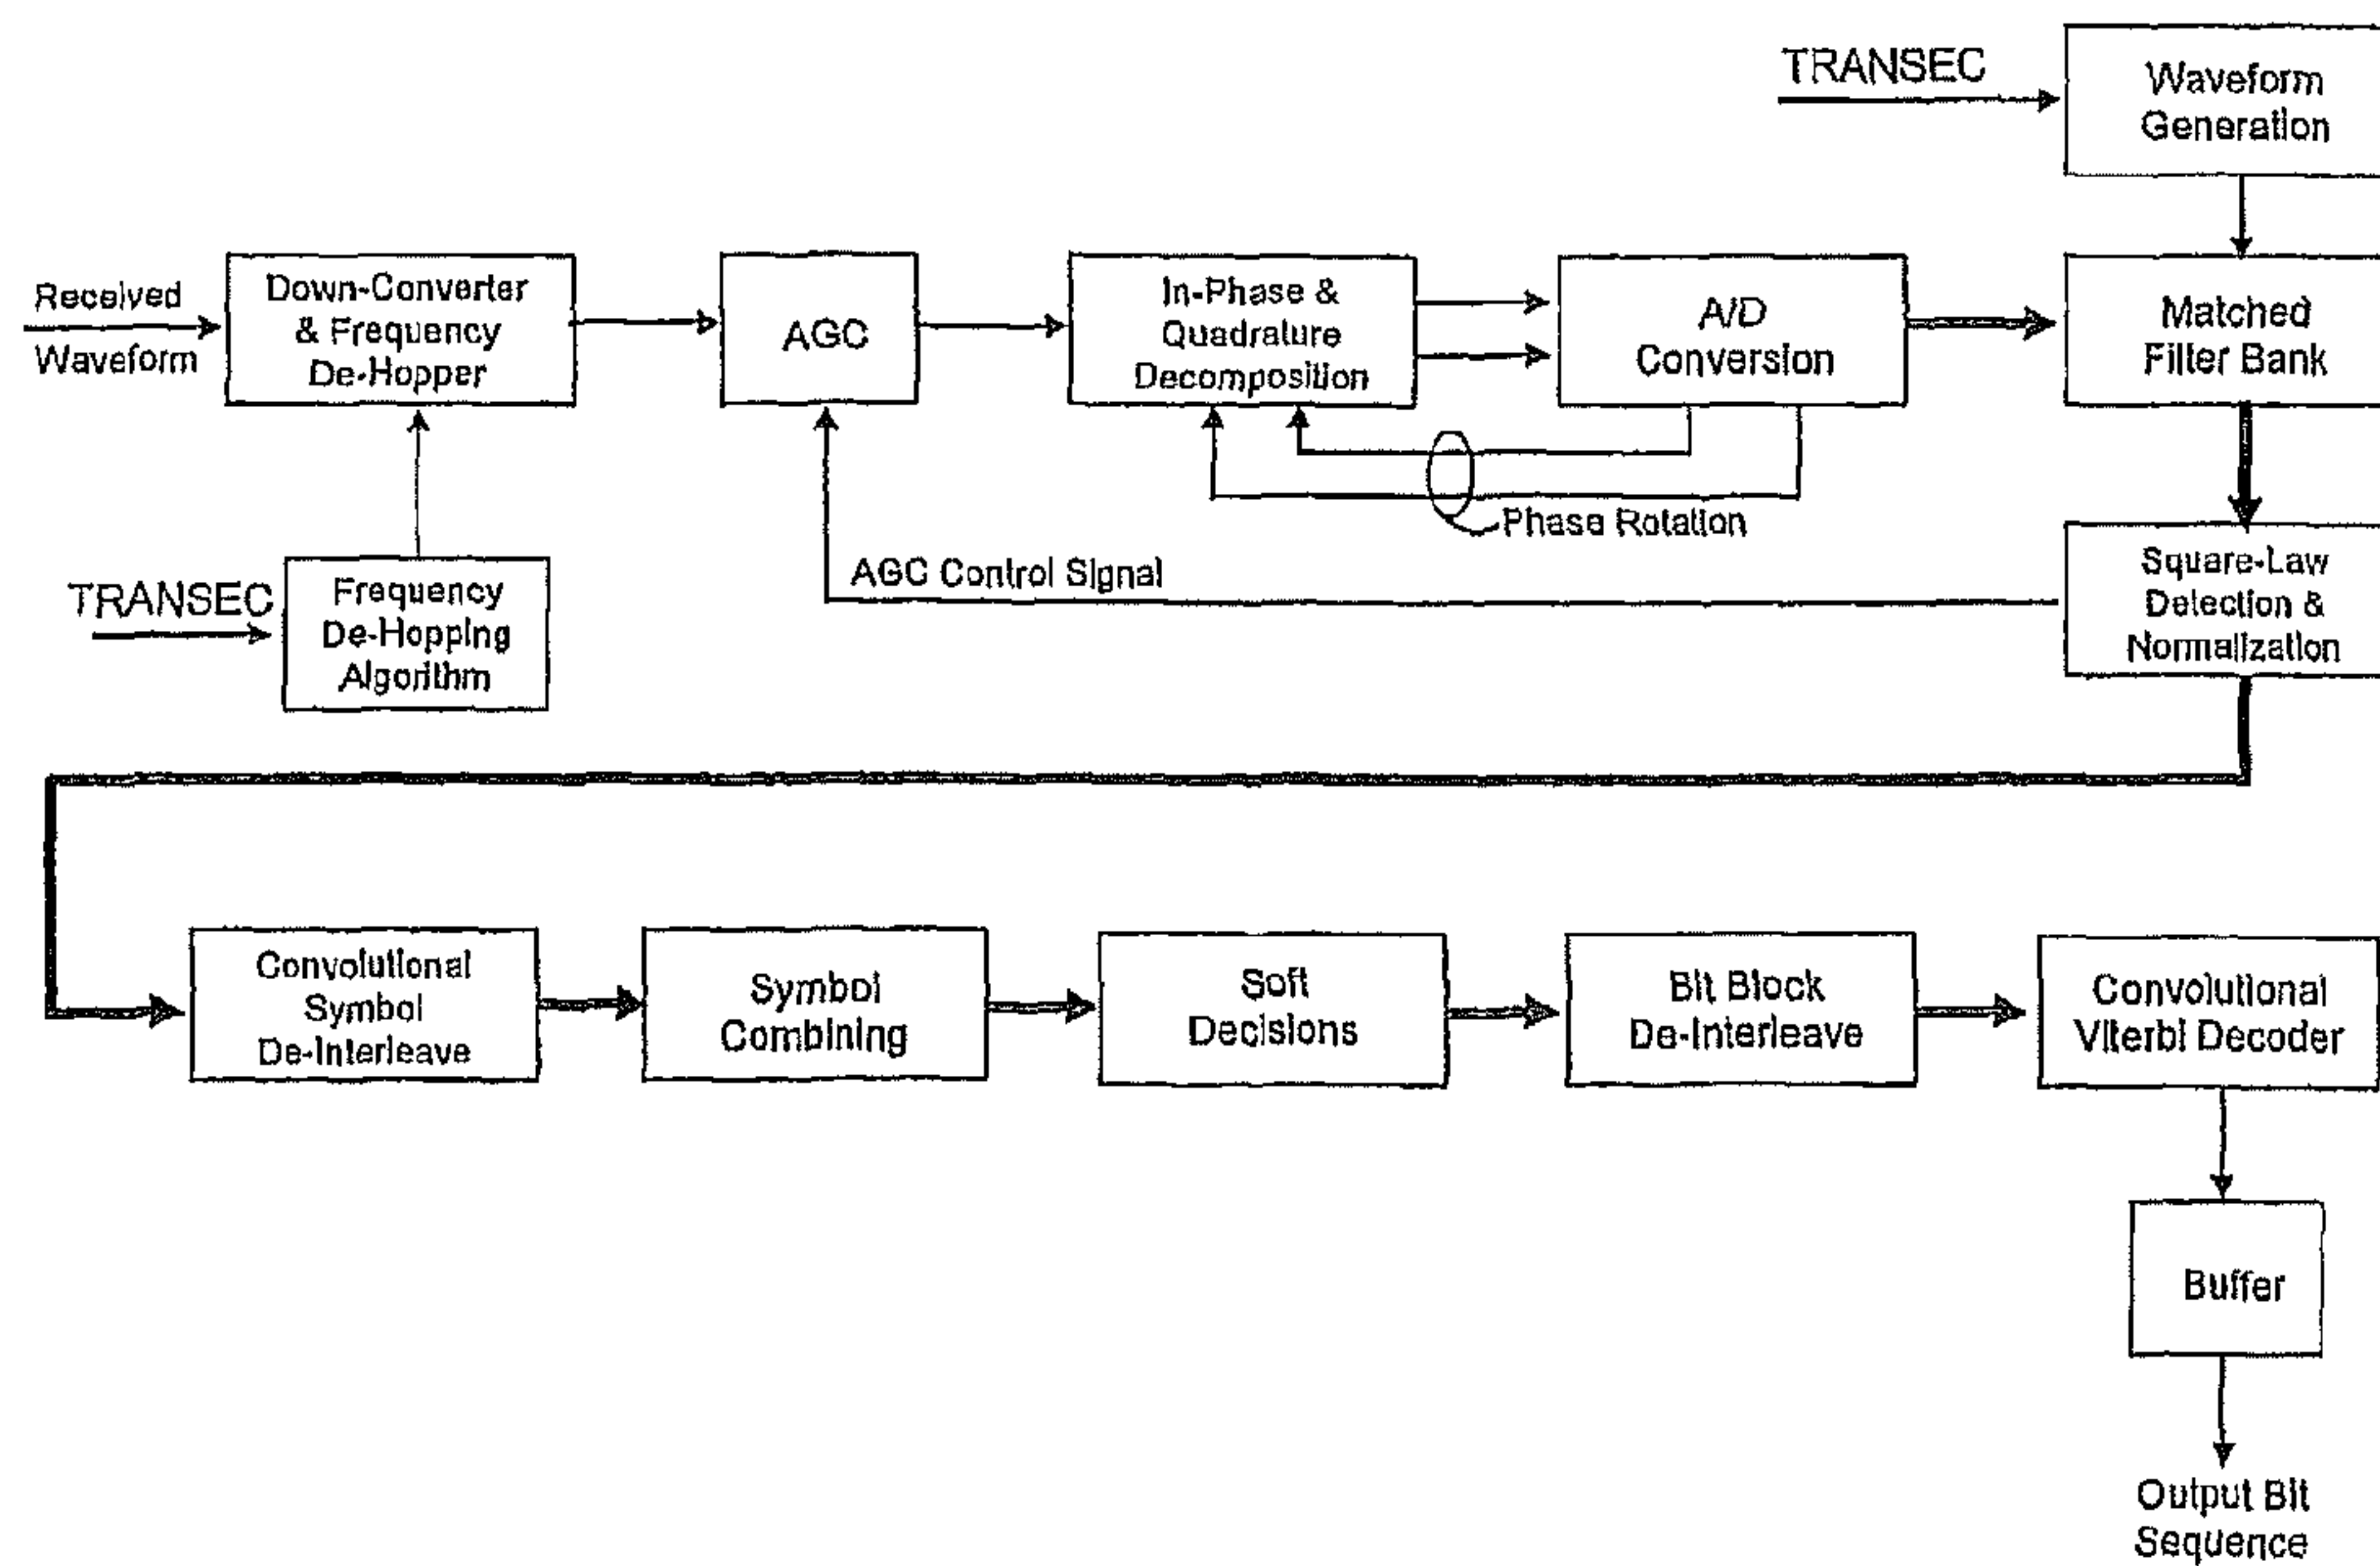 TRANSEC
Waveform
Generation
Received
Waveform
Down-Converter
& Frequency
De-Hopper
AGC
In-Phase &
Quadrature
Decomposition
A/D
Conversion
Matched
Filter Bank
Phase Rotation
AGC Control Signal
TRANSEC
Frequency
De-Hopping
Algorithm
Square-Law
Detection &
Normalization
Convolutional
Symbol
De-Interleave
Symbol
Combining
Soft
Decisions
Bit Block
De-Interleave
Convolutional
Viterbi Decoder
Buffer
Output Bit
Sequence